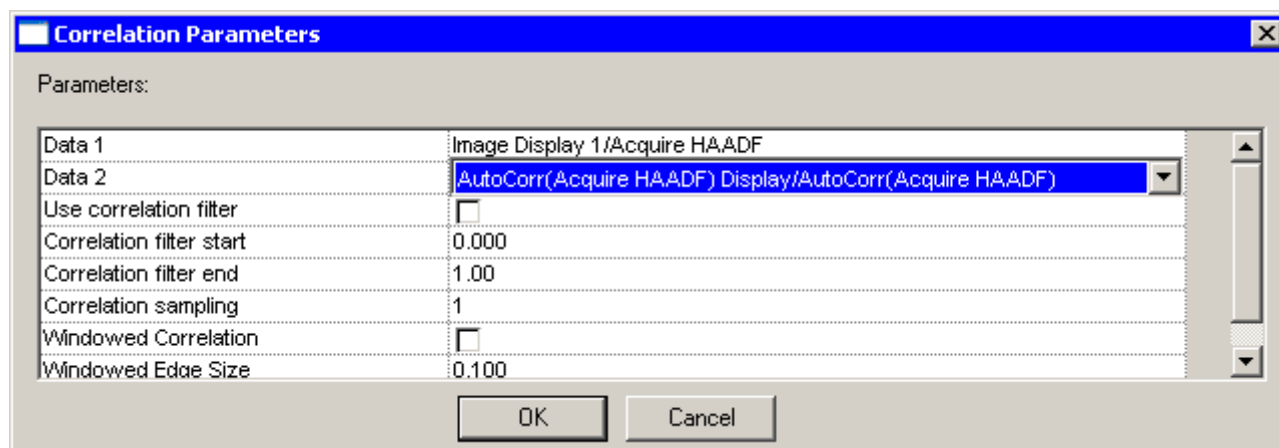 Correlation Parameters
Parameters:
Data 1 Image Display 1/Acquire HAADF
Data 2 AutoCorr(Acquire HAADF) Display/AutoCorr(Acquire HAADF)
Use correlation filter
Correlation filter start 0.000
Correlation filter end 1.00
Correlation sampling 1
Windowed Correlation
Windowed Edge Size 0.100
OK Cancel